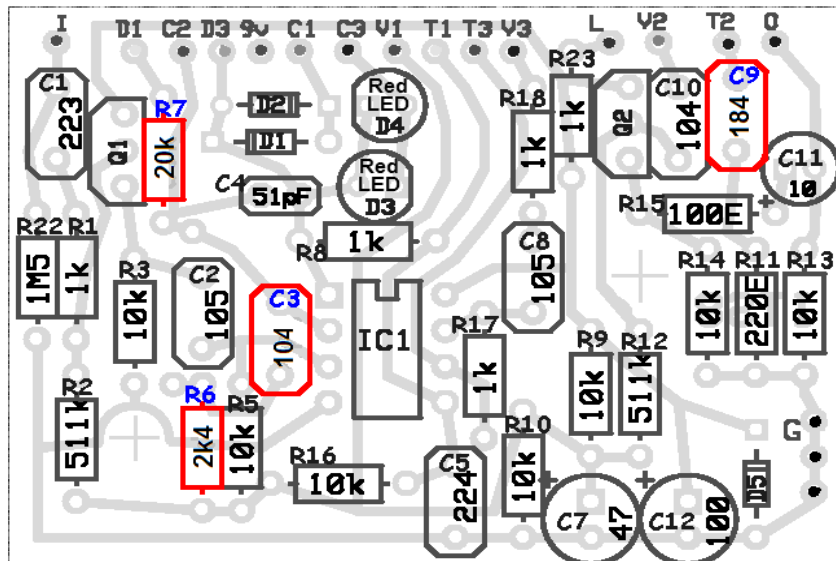 I D1 C2 D3 9v C1 C3 V1 T1 T3 V3 L V2 T2 O
C1
223
Q1
R7
20k
D2
D1
Red
LED
D4
C4
51pF
Red
LED
D3
R18
1k
R23
1k
Q2
C10
104
C9
184
C11
10
+
R15
100E
R22
1M5
R1
1k
R8
1k
R3
10k
C2
105
C3
104
IC1
C8
105
R14
10k
R11
220E
R13
10k
R17
1k
R9
10k
R12
511k
R2
511k
R6
2k4
R5
10k
R16
10k
C5
224
R10
10k
+
C7
47
+
C12
100
D5
G